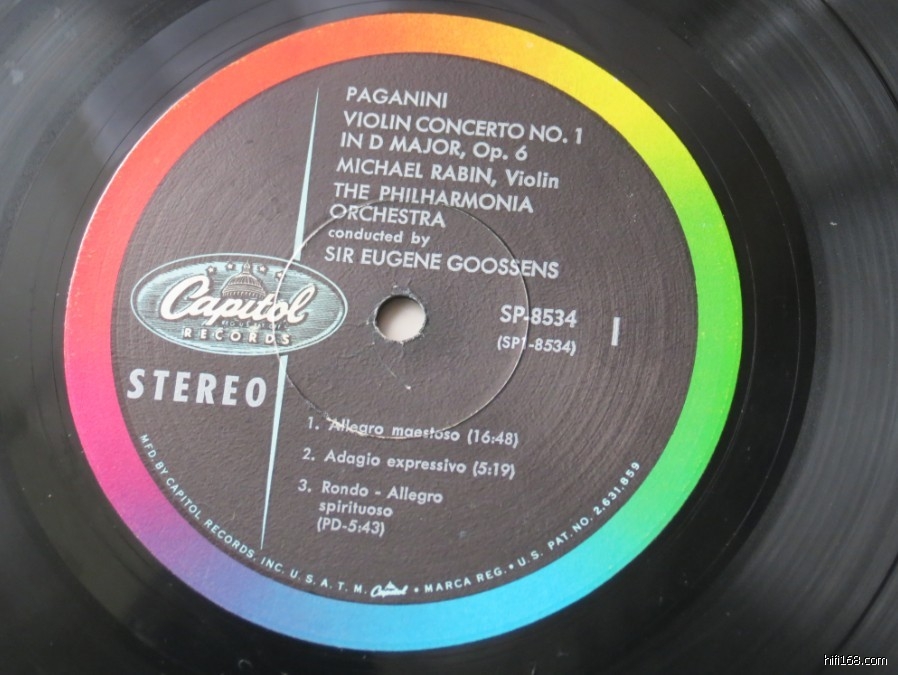 PAGANINI
VIOLIN CONCERTO NO. 1
IN D MAJOR, Op. 6
MICHAEL RABIN, Violin
THE PHILHARMONIA
ORCHESTRA
conducted by
SIR EUGENE GOOSSENS
Capitol
RECORDS
STEREO
SP-8534
(SP1-8534)
1
1. Allegro maestoso (16:48)
2. Adagio expressivo (5:19)
3. Rondo - Allegro
spirituoso
(PD-5:43)
MFD. BY CAPITOL RECORDS, INC. U. S. A. T. M. Capitol • MARCA REG. • U. S. PAT. NO. 2,631,859
hifi168.com